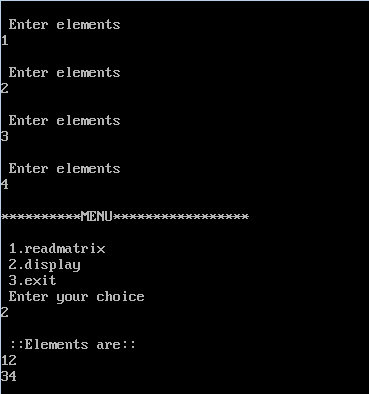 Enter elements
1
Enter elements
2
Enter elements
3
Enter elements
4
**********MENU*****************
1.readmatrix
2.display
3.exit
Enter your choice
2
::Elements are::
12
34